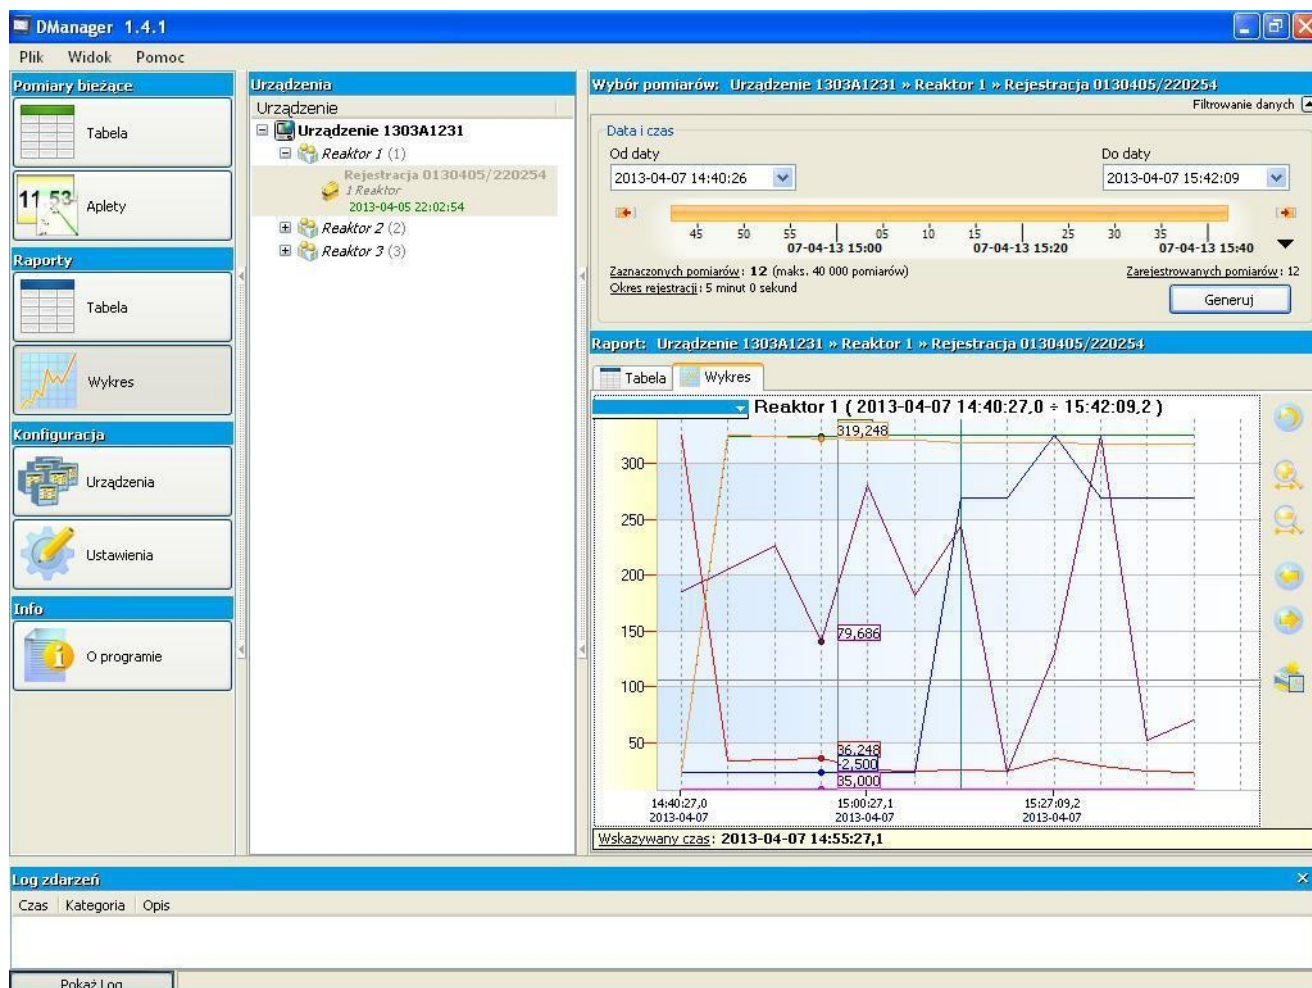 DManager 1.4.1
Plik Widok Pomoc
Pomiary bieżące
Tabela
11 53
Aplety
Raporty
Tabela
Wykres
Konfiguracja
Urządzenia
Ustawienia
Info
O programie
Urządzenia
Urządzenie
Urządzenie 1303A1231
Reaktor 1 (1)
Rejestracja 0130405/220254
1 Reaktor
2013-04-05 22:02:54
Reaktor 2 (2)
Reaktor 3 (3)
Wybór pomiarów: Urządzenie 1303A1231 » Reaktor 1 » Rejestracja 0130405/220254
Filtrowanie danych
Data i czas
Od daty Do daty
2013-04-07 14:40:26 2013-04-07 15:42:09
45 50 55 05 10 15 25 30 35
07-04-13 15:00 07-04-13 15:20 07-04-13 15:40
Zaznaczonych pomiarów: 12 (maks. 40 000 pomiarów) Zarejestrowanych pomiarów: 12
Okres rejestracji: 5 minut 0 sekund
Generuj
Raport: Urządzenie 1303A1231 » Reaktor 1 » Rejestracja 0130405/220254
Tabela Wykres
Reaktor 1 ( 2013-04-07 14:40:27,0 ÷ 15:42:09,2 )
319,248
300
250
200
150
79,686
100
50
36,248
-2,500
35,000
14:40:27,0 15:00:27,1 15:27:09,2
2013-04-07 2013-04-07 2013-04-07
Wskazywany czas: 2013-04-07 14:55:27,1
Log zdarzeń
Czas Kategoria Opis
Pokaż Log